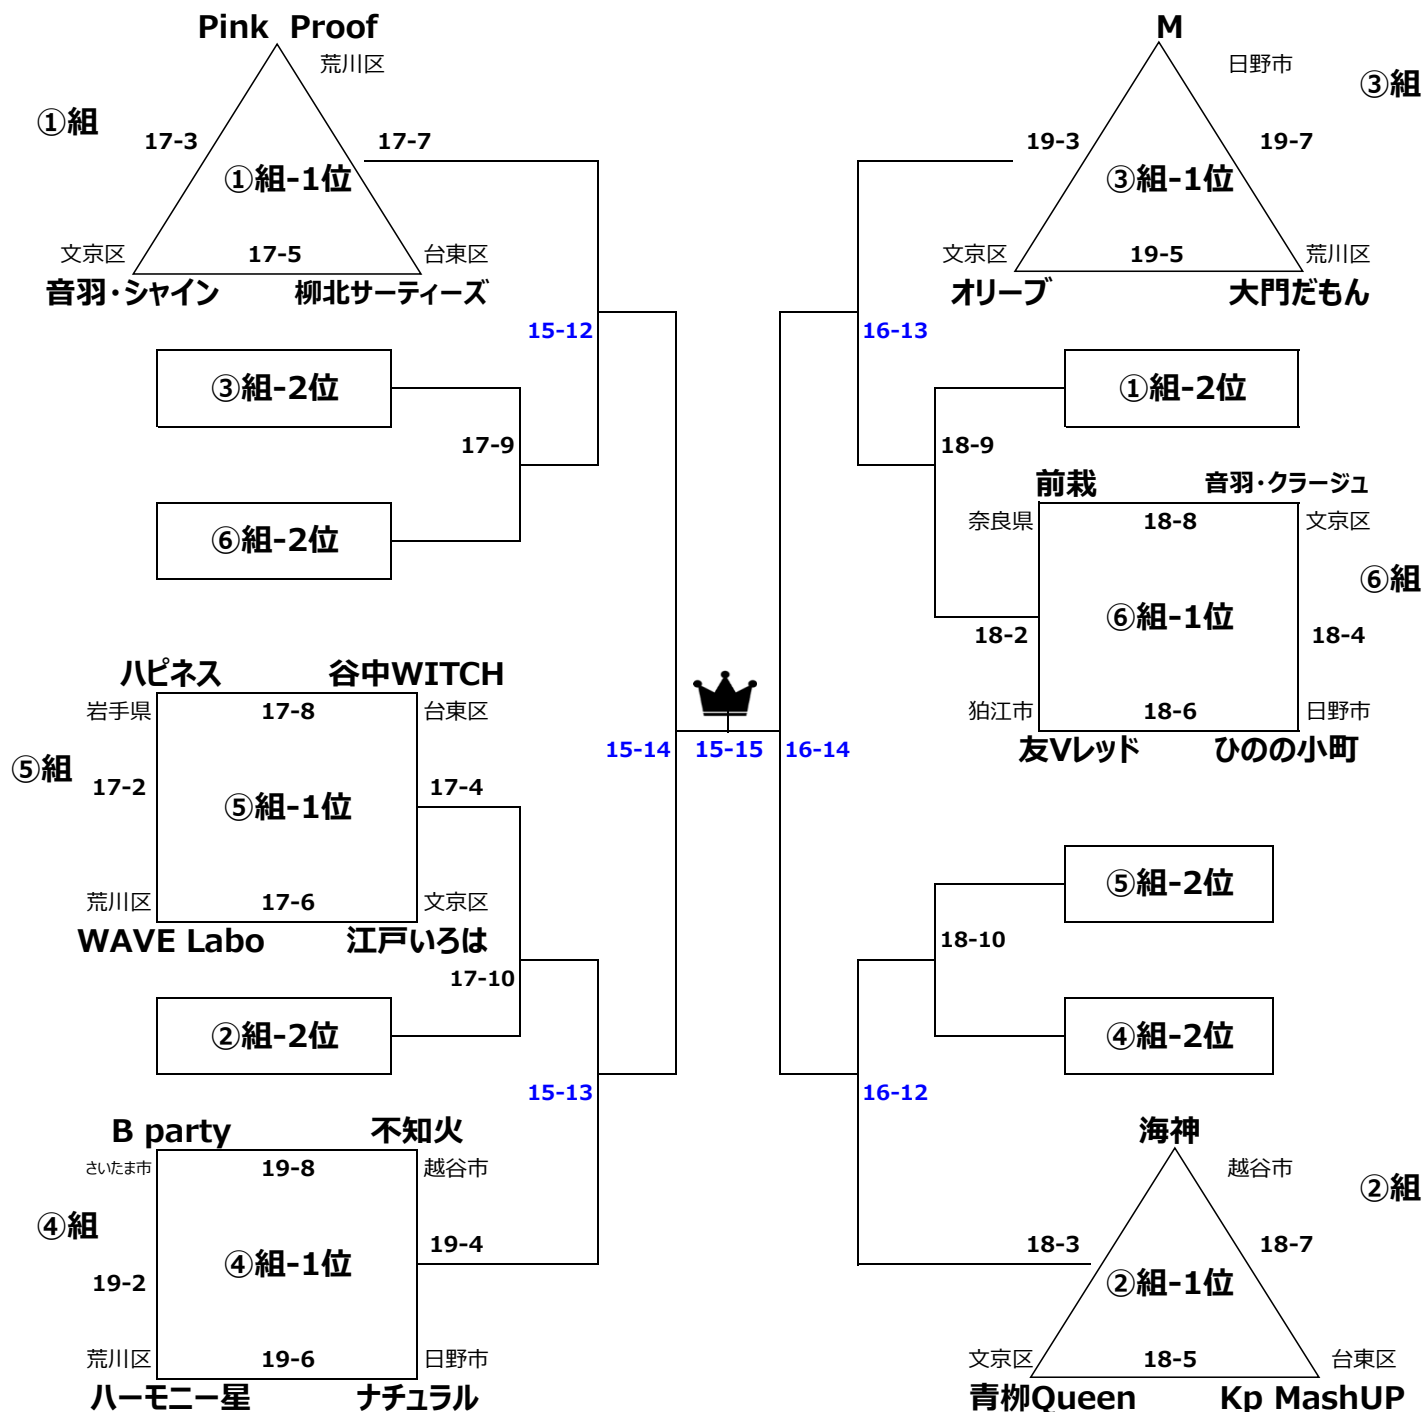 Pink Proof
荒川区
①組
17-3
17-7
①組-1位
文京区
17-5
台東区
音羽・シャイン
柳北サーティーズ
15-12
③組-2位
17-9
⑥組-2位
ハピネス
谷中WITCH
岩手県
17-8
台東区
⑤組
17-2
17-4
⑤組-1位
荒川区
17-6
文京区
WAVE Labo
江戸いろは
17-10
②組-2位
15-13
B party
不知火
さいたま市
19-8
越谷市
④組
19-4
④組-1位
19-2
荒川区
19-6
日野市
ハーモニー星
ナチュラル
15-14
15-15
16-14
M
日野市
③組
19-3
19-7
③組-1位
文京区
19-5
荒川区
オリーブ
大門だもん
16-13
①組-2位
18-9
前栽
音羽・クラージュ
奈良県
18-8
文京区
⑥組
⑥組-1位
18-2
18-4
狛江市
18-6
日野市
友Vレッド
ひのの小町
⑤組-2位
18-10
④組-2位
16-12
海神
越谷市
②組
18-3
18-7
②組-1位
文京区
18-5
台東区
青栁Queen
Kp MashUP